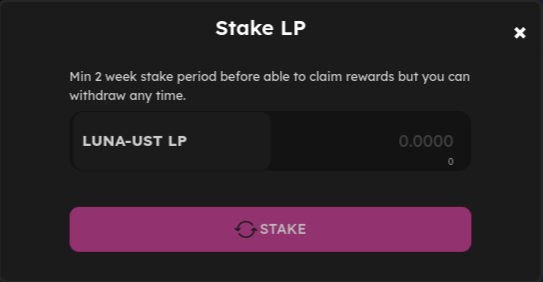 Stake LP
Min 2 week stake period before able to claim rewards but you can
withdraw any time.
LUNA-UST LP
0.0000
0
STAKE